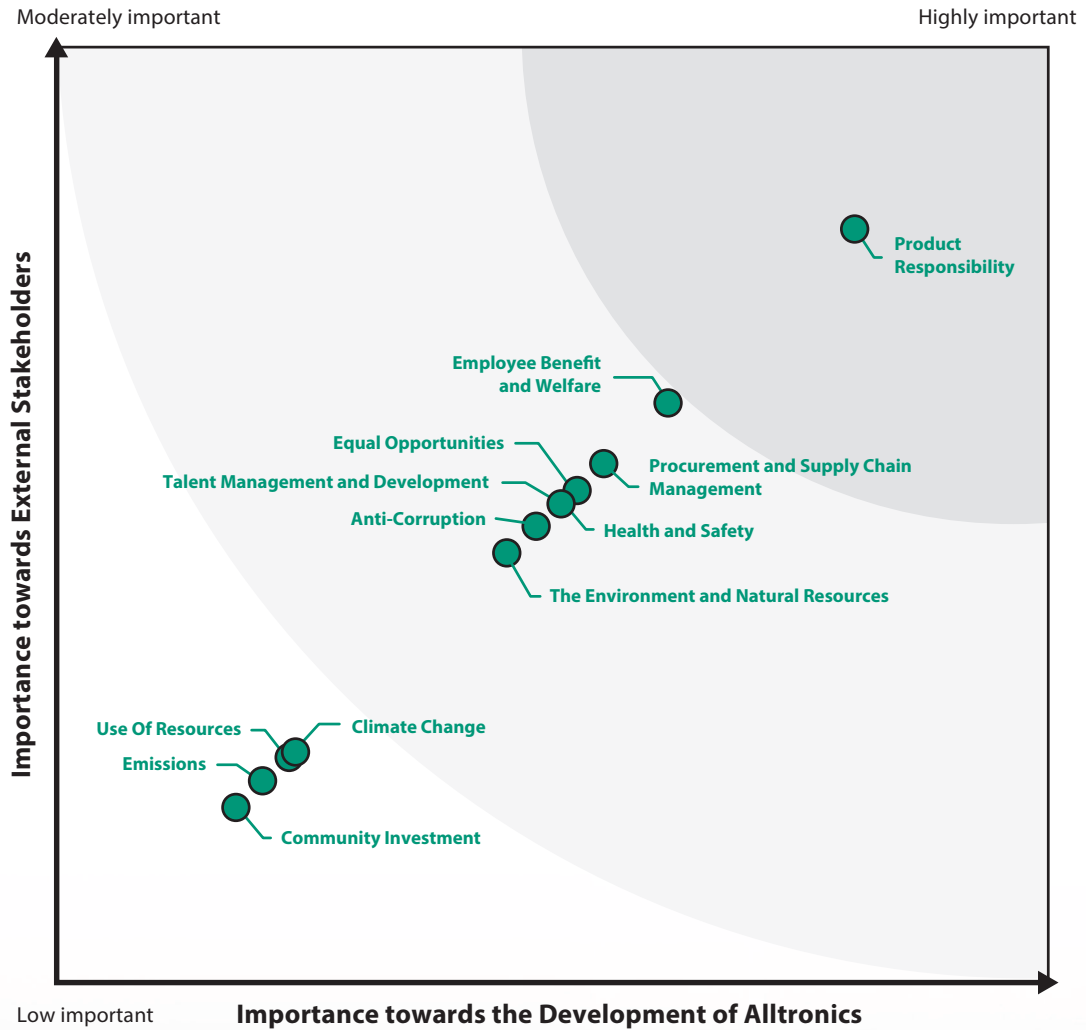 Moderately important
Highly important
Importance towards External Stakeholders
Product
Responsibility
Employee Benefit
and Welfare
Equal Opportunities
Procurement and Supply Chain
Management
Talent Management and Development
Anti-Corruption
Health and Safety
The Environment and Natural Resources
Use Of Resources
Climate Change
Emissions
Community Investment
Low important
Importance towards the Development of Alltronics